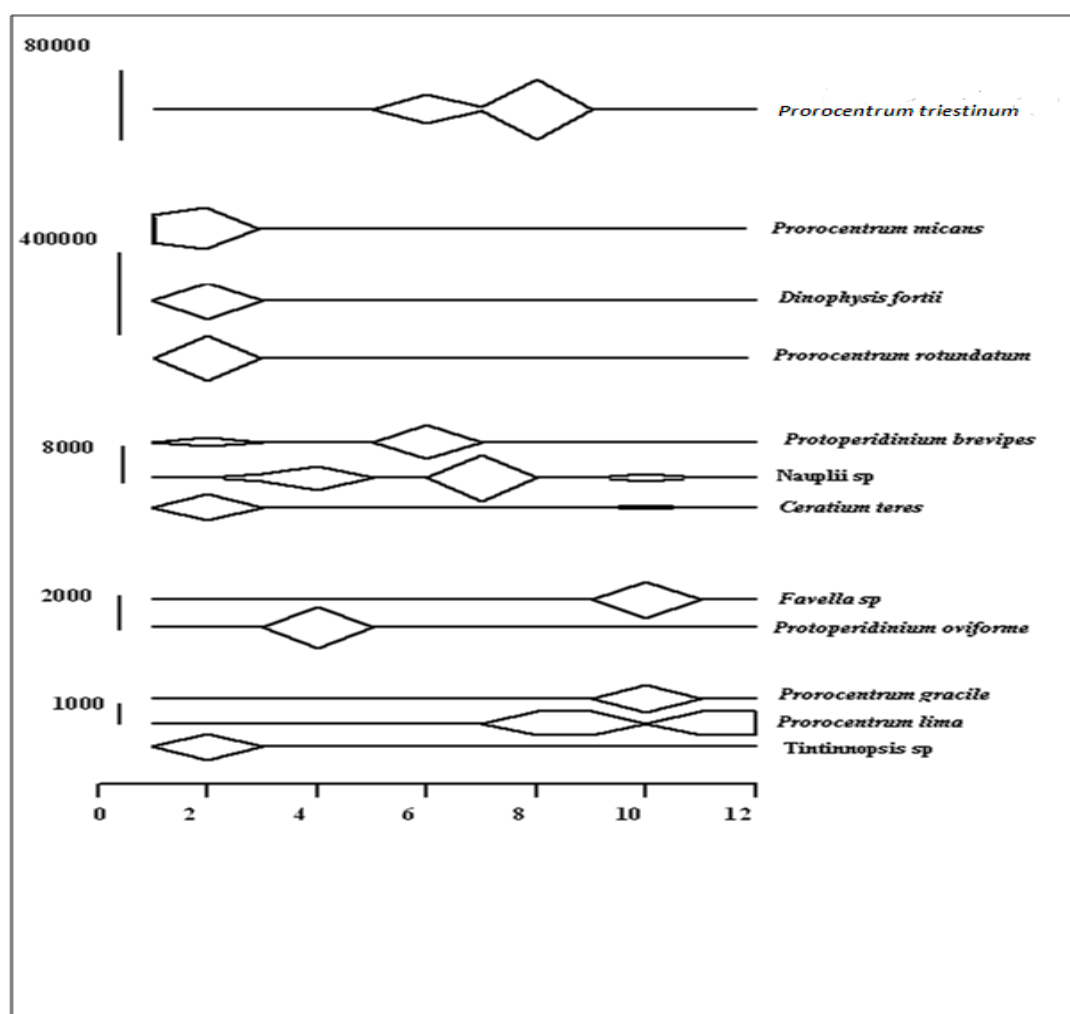 80000
Prorocentrum triestinum
Prorocentrum micans
400000
Dinophysis fortii
Prorocentrum rotundatum
Protoperidinium brevipes
8000
Nauplii sp
Ceratium teres
2000
Favella sp
Protoperidinium oviforme
Prorocentrum gracile
1000
Prorocentrum lima
Tintinnopsis sp
0 2 4 6 8 10 12